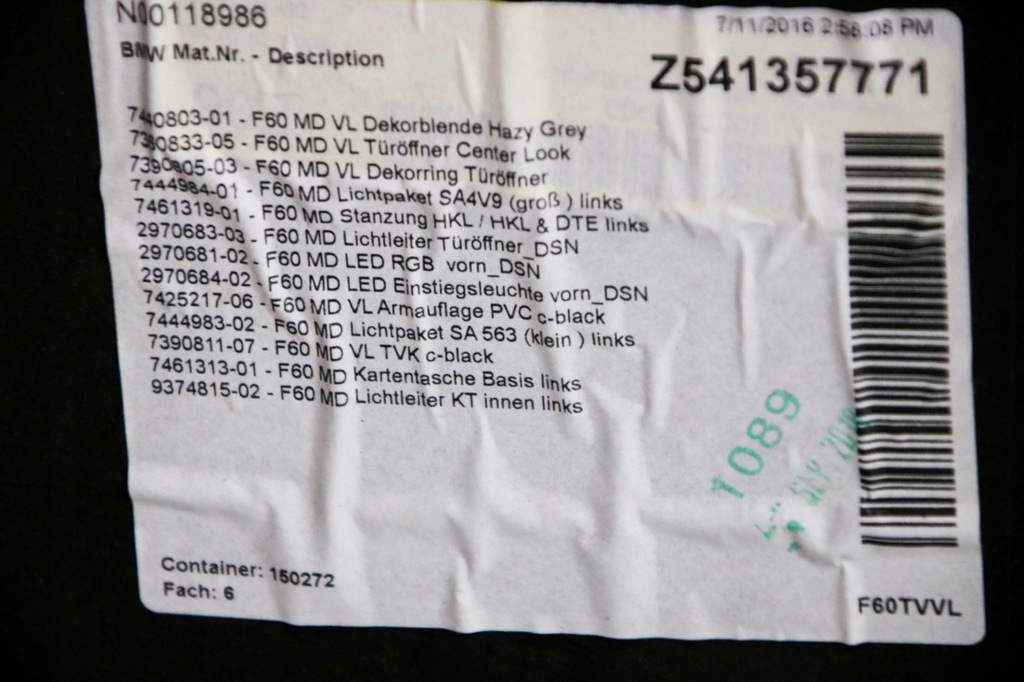 N00118986
7/11/2016 2:58:08 PM
BMW Mat.Nr. - Description
Z541357771
7440803-01 - F60 MD VL Dekorblende Hazy Grey
7390833-05 - F60 MD VL Türöffner Center Look
7390805-03 - F60 MD VL Dekorring Türöffner
7444984-01 - F60 MD Lichtpaket SA4V9 (groß ) links
7461319-01 - F60 MD Stanzung HKL / HKL & DTE links
2970683-03 - F60 MD Lichtleiter Türöffner_DSN
2970681-02 - F60 MD LED RGB vorn_DSN
2970684-02 - F60 MD LED Einstiegsleuchte vorn_DSN
7425217-06 - F60 MD VL Armauflage PVC c-black
7444983-02 - F60 MD Lichtpaket SA 563 (klein ) links
7390811-07 - F60 MD VL TVK c-black
7461313-01 - F60 MD Kartentasche Basis links
9374815-02 - F60 MD Lichtleiter KT innen links
1089
SEP.
Container: 150272
Fach: 6
F60TVVL